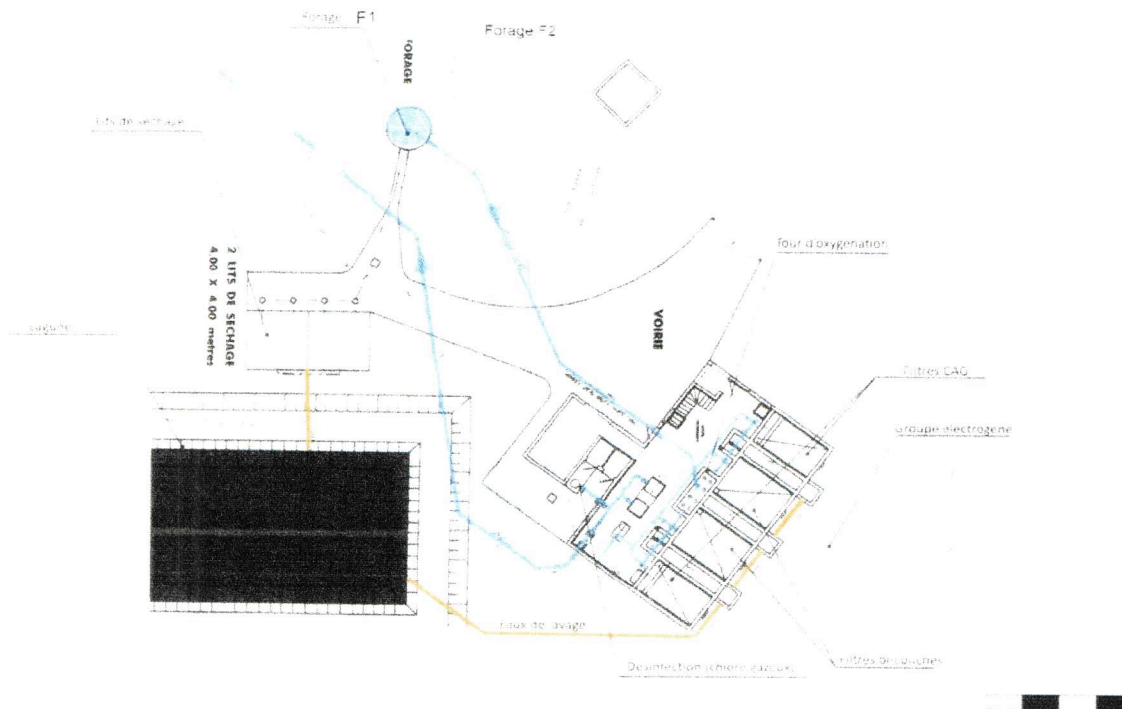 Forage F1
Forage F2
FORAGE
Lits de séchage
Tour d'oxygénation
2 LITS DE SECHAGE
4.00 X 4.00 metres
Lagune
VOIRIE
Filtres CAG
Groupe électrogène
Eaux de lavage
Désinfection (chlore gazeux)
Filtres bicouches